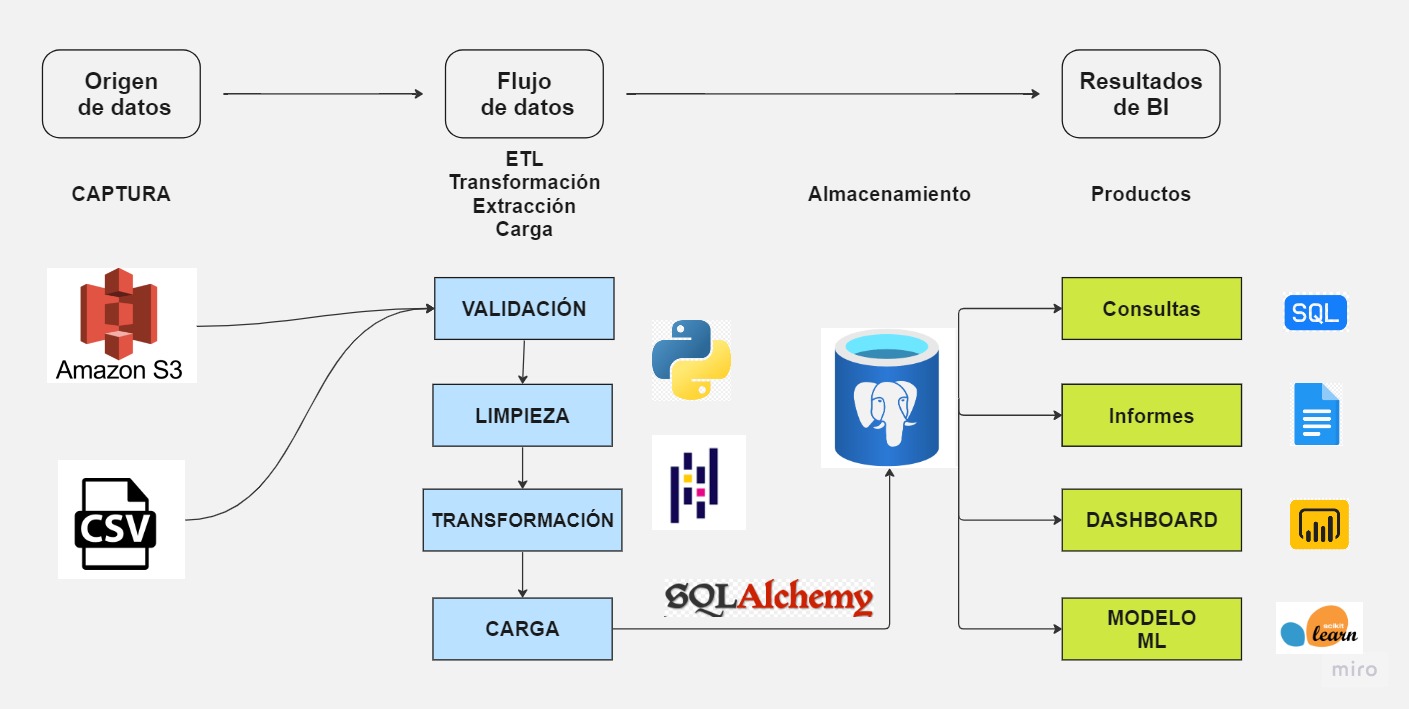 Origen
de datos
Flujo
de datos
Resultados
de BI
CAPTURA
ETL
Transformación
Extracción
Carga
Almacenamiento
Productos
Amazon S3
CSV
VALIDACIÓN
LIMPIEZA
TRANSFORMACIÓN
CARGA
SQLAlchemy
Consultas
SQL
Informes
DASHBOARD
MODELO
ML
scikit
learn
miro